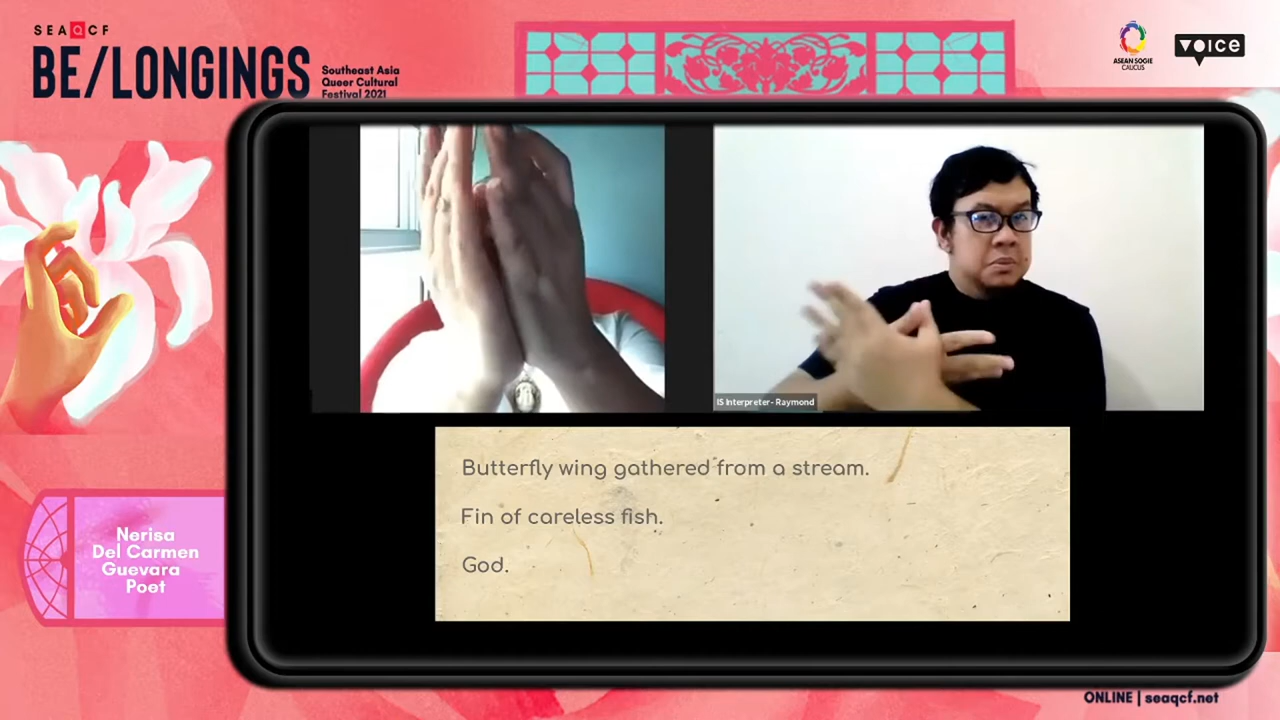 SEAQCF
BE/LONGINGS
Southeast Asia
Queer Cultural
Festival 2021
ASEAN SOGIE
CAUCUS
VOICE
IS Interpreter- Raymond
Butterfly wing gathered from a stream.
Fin of careless fish.
God.
Nerisa
Del Carmen
Guevara
Poet
ONLINE | seaqcf.net